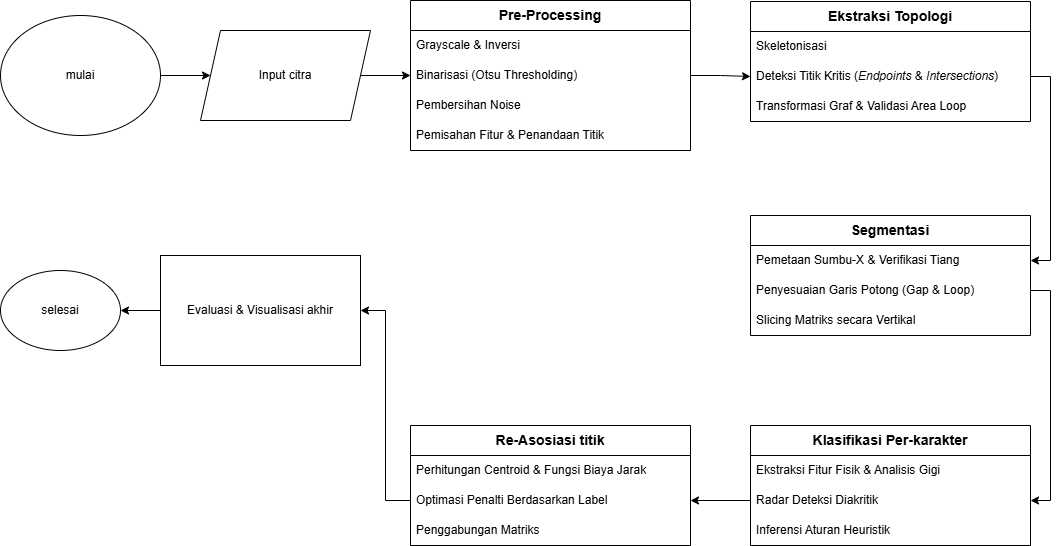 mulai
Input citra
Pre-Processing
Grayscale & Inversi
Binarisasi (Otsu Thresholding)
Pembersihan Noise
Pemisahan Fitur & Penandaan Titik
Ekstraksi Topologi
Skeletonisasi
Deteksi Titik Kritis (Endpoints & Intersections)
Transformasi Graf & Validasi Area Loop
Segmentasi
Pemetaan Sumbu-X & Verifikasi Tiang
Penyesuaian Garis Potong (Gap & Loop)
Slicing Matriks secara Vertikal
Klasifikasi Per-karakter
Ekstraksi Fitur Fisik & Analisis Gigi
Radar Deteksi Diakritik
Inferensi Aturan Heuristik
Re-Asosiasi titik
Perhitungan Centroid & Fungsi Biaya Jarak
Optimasi Penalti Berdasarkan Label
Penggabungan Matriks
Evaluasi & Visualisasi akhir
selesai